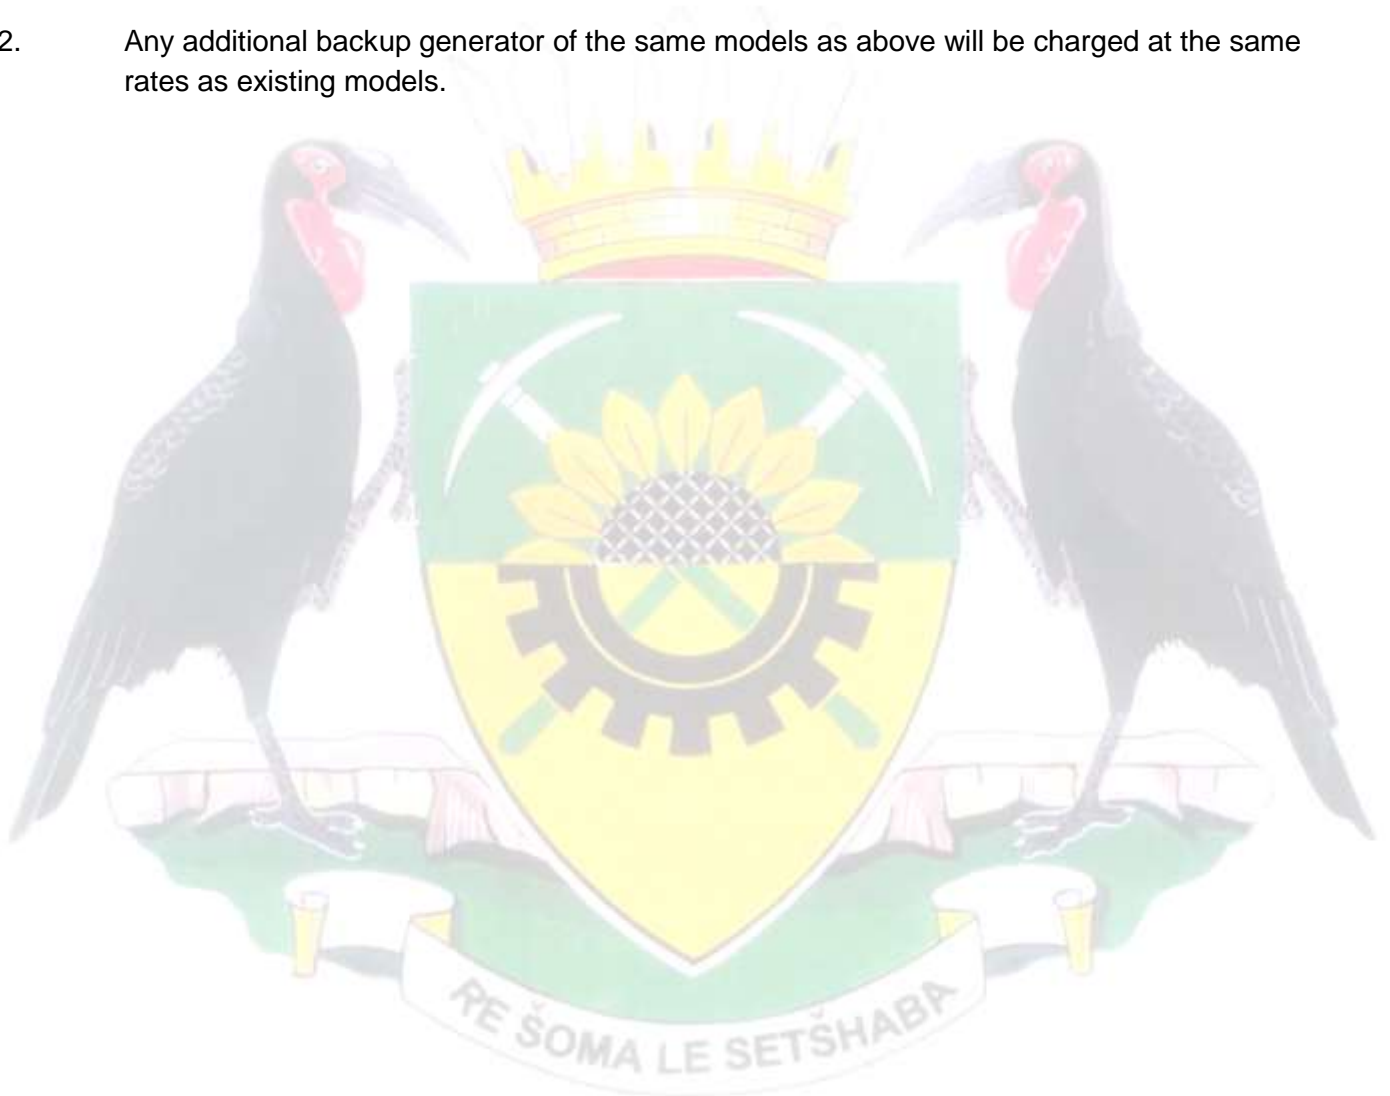 2. Any additional backup generator of the same models as above will be charged at the same
rates as existing models.
RE ŠOMA LE SETŠHABA